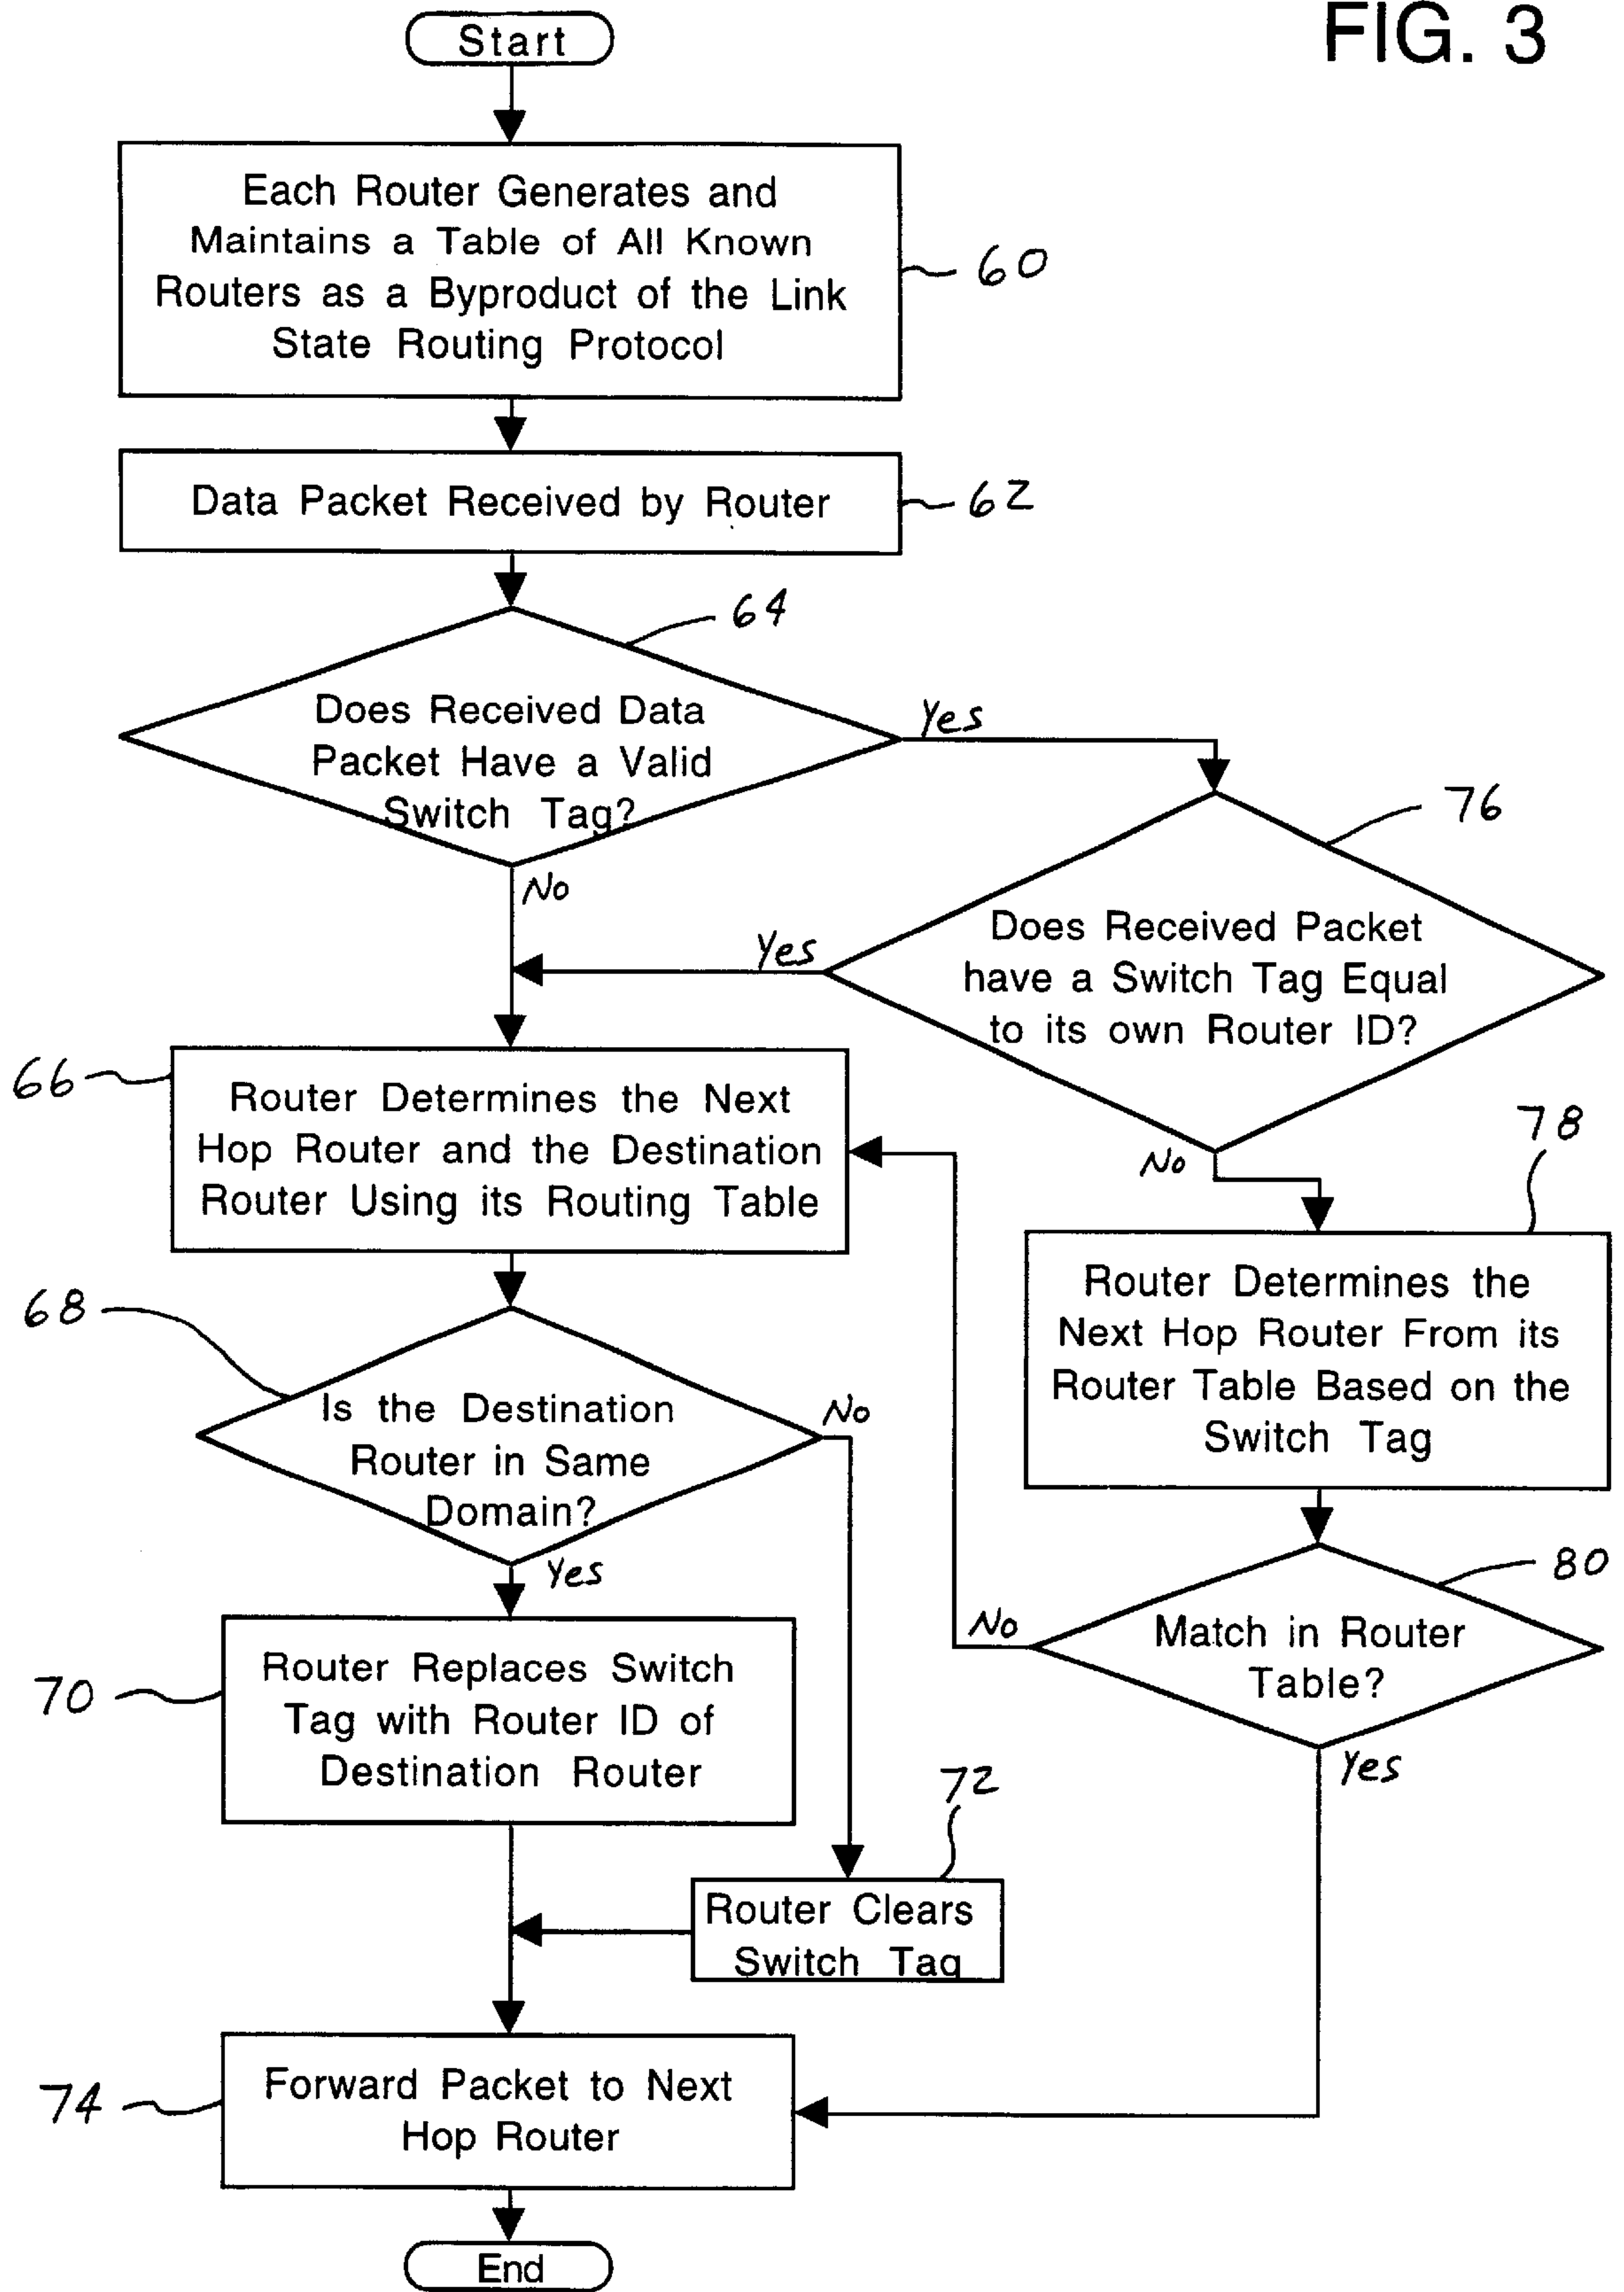 FIG. 3
Start
Each Router Generates and
Maintains a Table of All Known
Routers as a Byproduct of the Link
State Routing Protocol
60
Data Packet Received by Router
62
64
Does Received Data
Packet Have a Valid
Switch Tag?
Yes
No
76
Does Received Packet
have a Switch Tag Equal
to its own Router ID?
Yes
No
66
Router Determines the Next
Hop Router and the Destination
Router Using its Routing Table
78
Router Determines the
Next Hop Router From its
Router Table Based on the
Switch Tag
68
Is the Destination
Router in Same
Domain?
No
Yes
80
Match in Router
Table?
No
Yes
70
Router Replaces Switch
Tag with Router ID of
Destination Router
72
Router Clears
Switch Tag
74
Forward Packet to Next
Hop Router
End